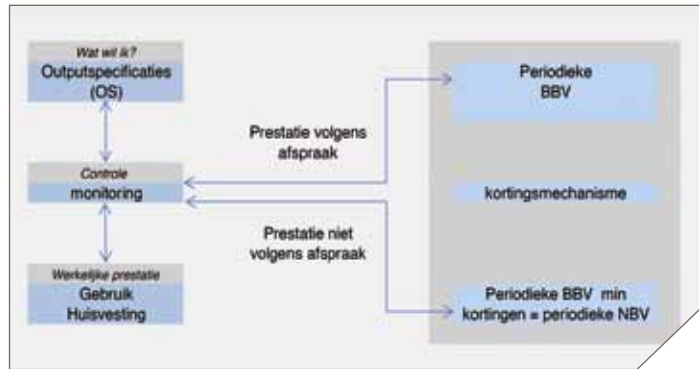 Wat wil ik?
Outputspecificaties
(OS)
Controle
monitoring
Werkelijke prestatie
Gebruik
Huisvesting
Prestatie volgens
afspraak
Prestatie niet
volgens afspraak
Periodieke
BBV
kortingsmechanisme
Periodieke BBV min
kortingen = periodieke NBV